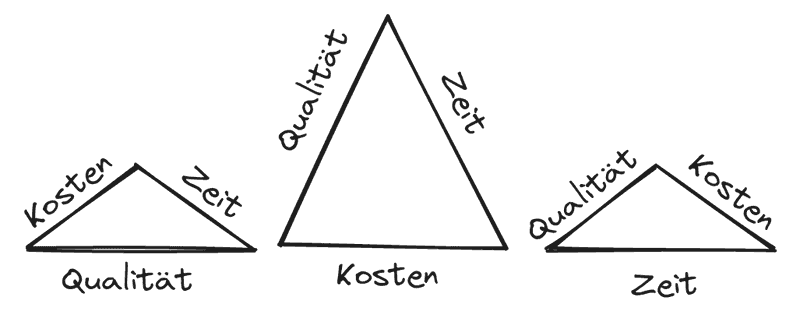 Kosten
Zeit
Qualität
Qualität
Zeit
Kosten
Qualität
Kosten
Zeit